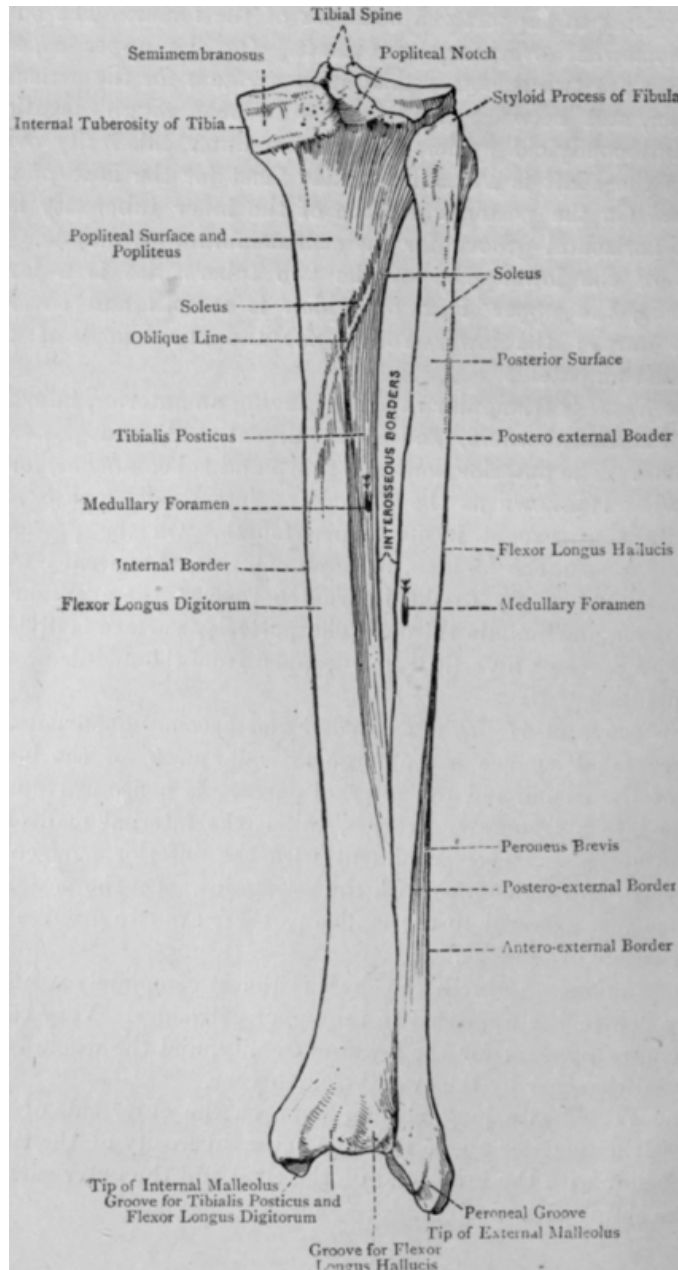 Tibial Spine
Semimembranosus
Popliteal Notch
Styloid Process of Fibula
Internal Tuberosity of Tibia
Popliteal Surface and
Popliteus
Soleus
Soleus
Oblique Line
Posterior Surface
INTEROSSEOUS BORDERS
Tibialis Posticus
Postero external Border
Medullary Foramen
Flexor Longus Hallucis
Internal Border
Flexor Longus Digitorum
Medullary Foramen
Peroneus Brevis
Postero-external Border
Antero-external Border
Tip of Internal Malleolus
Groove for Tibialis Posticus and
Flexor Longus Digitorum
Peroneal Groove
Tip of External Malleolus
Groove for Flexor
Longus Hallucis